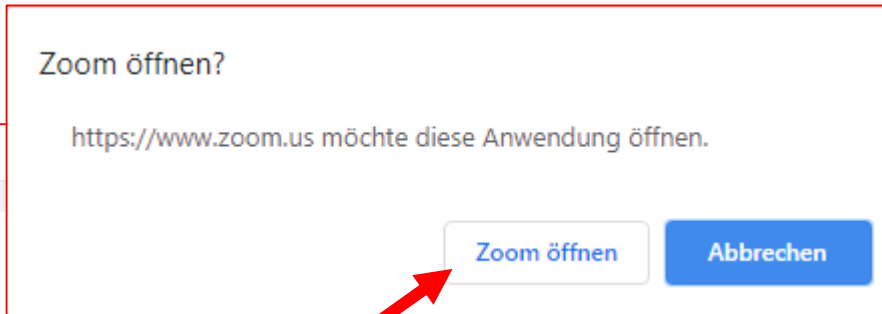 Zoom öffnen?
https://www.zoom.us möchte diese Anwendung öffnen.
Zoom öffnen Abbrechen